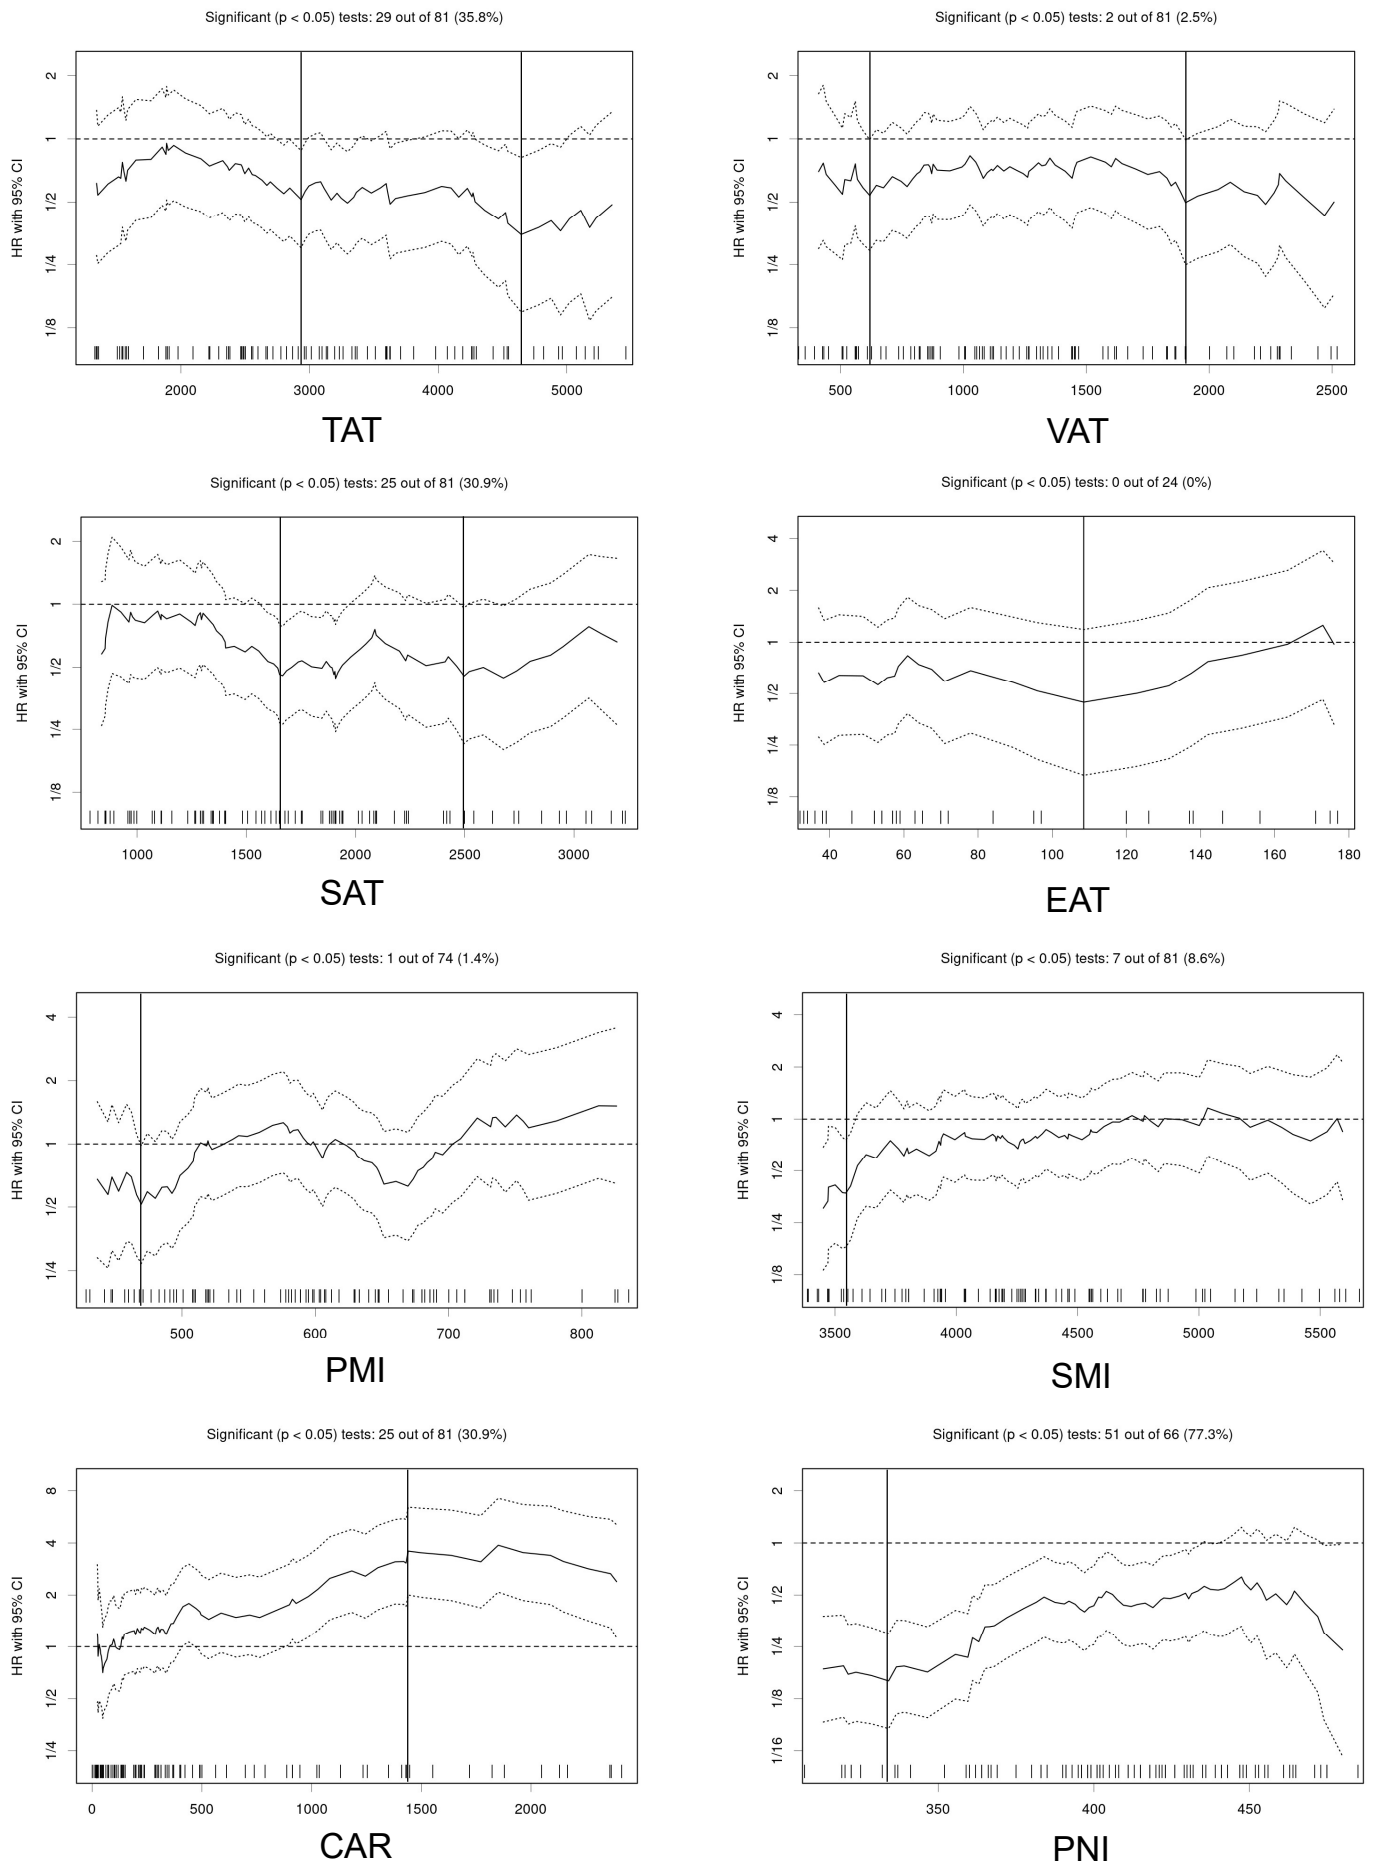 Significant (p < 0.05) tests: 29 out of 81 (35.8%)
HR with 95% CI
2
1
1/2
1/4
1/8
2000 3000 4000 5000
TAT
Significant (p < 0.05) tests: 2 out of 81 (2.5%)
HR with 95% CI
2
1
1/2
1/4
1/8
500 1000 1500 2000 2500
VAT
Significant (p < 0.05) tests: 25 out of 81 (30.9%)
HR with 95% CI
2
1
1/2
1/4
1/8
1000 1500 2000 2500 3000
SAT
Significant (p < 0.05) tests: 0 out of 24 (0%)
HR with 95% CI
4
2
1
1/2
1/4
1/8
40 60 80 100 120 140 160 180
EAT
Significant (p < 0.05) tests: 1 out of 74 (1.4%)
HR with 95% CI
4
2
1
1/2
1/4
500 600 700 800
PMI
Significant (p < 0.05) tests: 7 out of 81 (8.6%)
HR with 95% CI
4
2
1
1/2
1/4
1/8
3500 4000 4500 5000 5500
SMI
Significant (p < 0.05) tests: 25 out of 81 (30.9%)
HR with 95% CI
8
4
2
1
1/2
1/4
0 500 1000 1500 2000
CAR
Significant (p < 0.05) tests: 51 out of 66 (77.3%)
HR with 95% CI
2
1
1/2
1/4
1/8
1/16
350 400 450
PNI